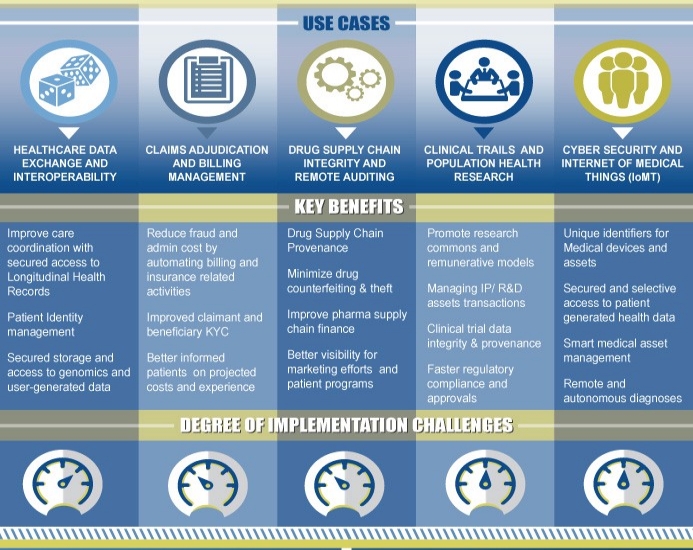 USE CASES
HEALTHCARE DATA
EXCHANGE AND
INTEROPERABILITY
CLAIMS ADJUDICATION
AND BILLING
MANAGEMENT
DRUG SUPPLY CHAIN
INTEGRITY AND
REMOTE AUDITING
CLINICAL TRAILS AND
POPULATION HEALTH
RESEARCH
CYBER SECURITY AND
INTERNET OF MEDICAL
THINGS (IoMT)
KEY BENEFITS
Improve care
coordination with
secured access to
Longitudinal Health
Records
Patient Identity
management
Secured storage and
access to genomics and
user-generated data
Reduce fraud and
admin cost by
automating billing and
insurance related
activities
Improved claimant and
beneficiary KYC
Better informed
patients on projected
costs and experience
Drug Supply Chain
Provenance
Minimize drug
counterfeiting & theft
Improve pharma supply
chain finance
Better visibility for
marketing efforts and
patient programs
Promote research
commons and
remunerative models
Managing IP/ R&D
assets transactions
Clinical trial data
integrity & provenance
Faster regulatory
compliance and
approvals
Unique identifiers for
Medical devices and
assets
Secured and selective
access to patient
generated health data
Smart medical asset
management
Remote and
autonomous diagnoses
DEGREE OF IMPLEMENTATION CHALLENGES